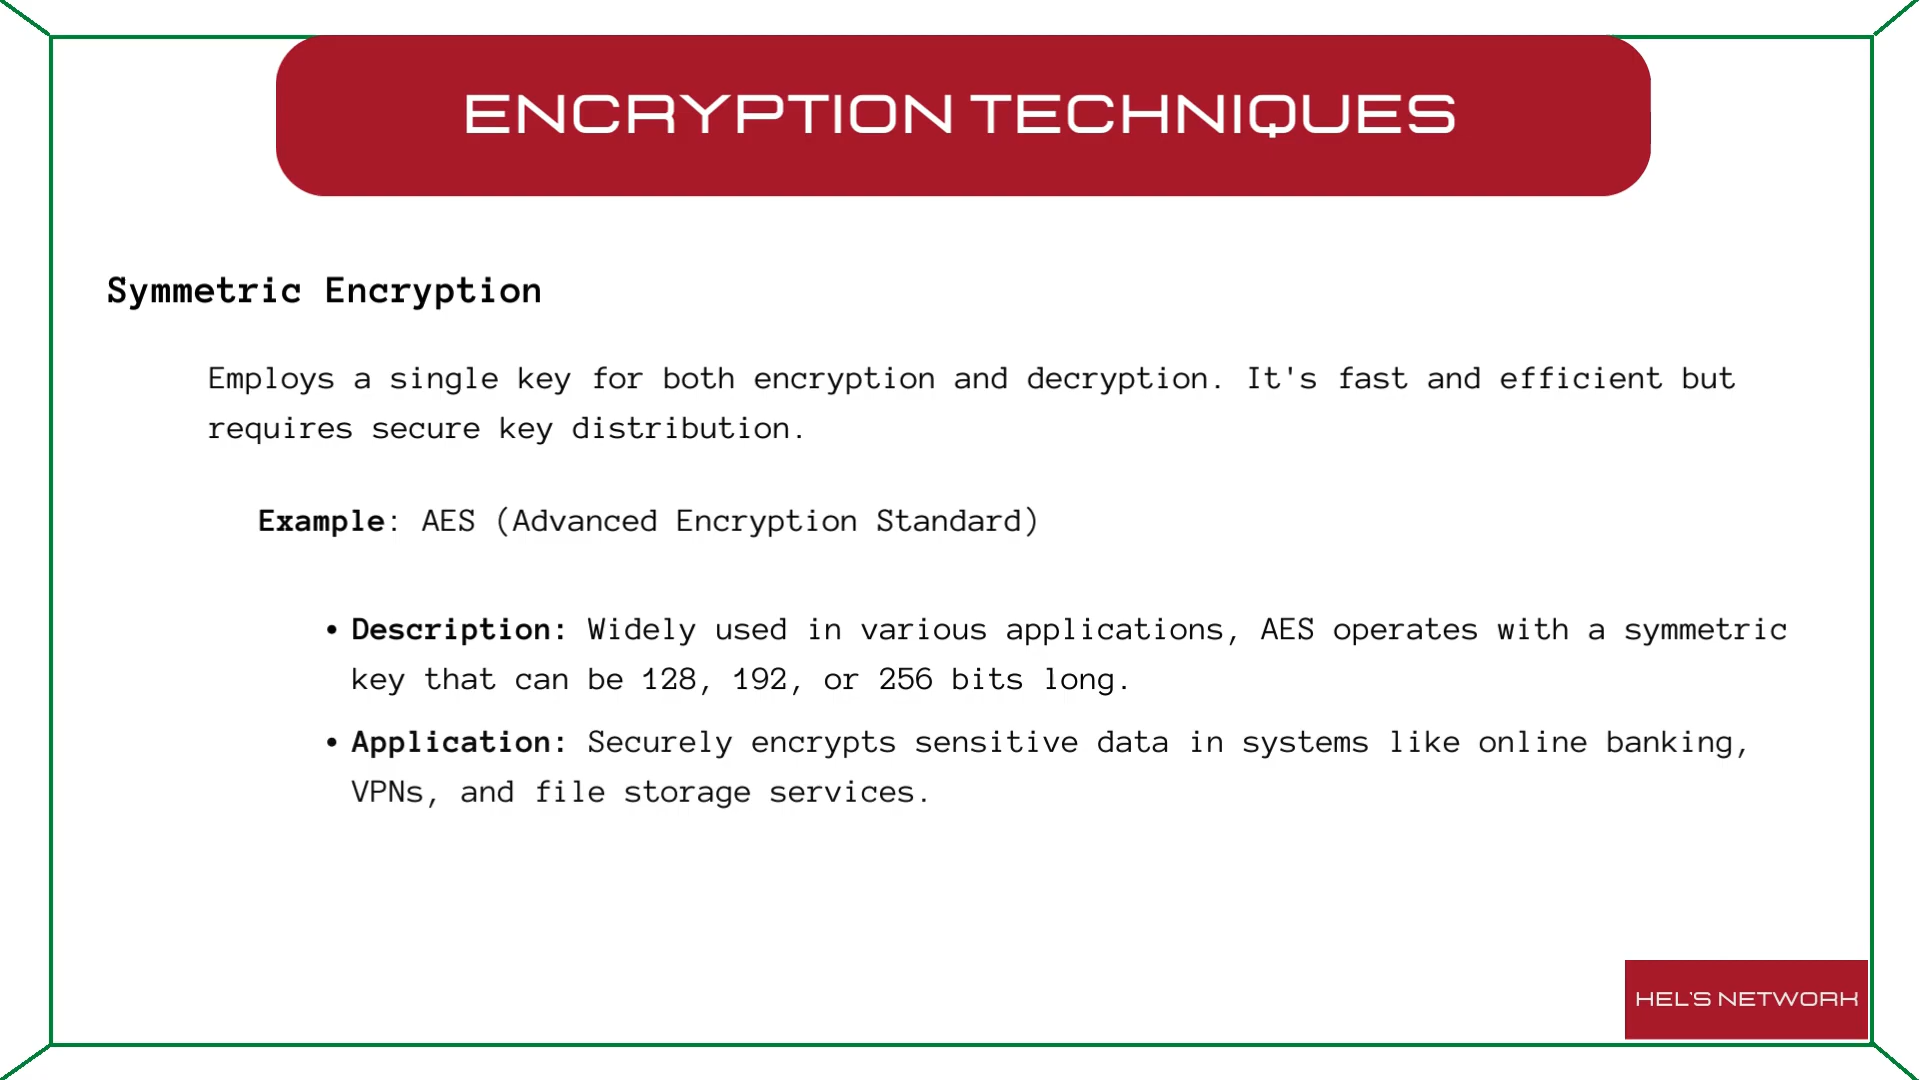 ENCRYPTION TECHNIQUES
Symmetric Encryption
Employs a single key for both encryption and decryption. It's fast and efficient but
requires secure key distribution.
Example: AES (Advanced Encryption Standard)
• Description: Widely used in various applications, AES operates with a symmetric
key that can be 128, 192, or 256 bits long.
• Application: Securely encrypts sensitive data in systems like online banking,
VPNs, and file storage services.
HEL'S NETWORK